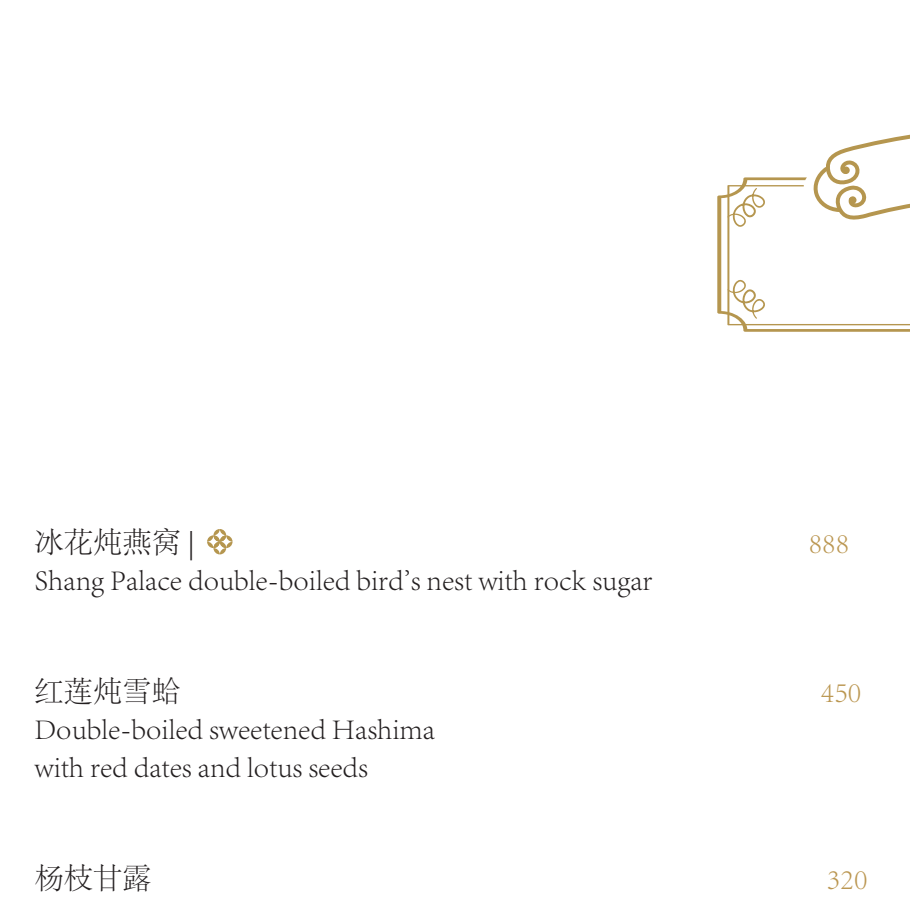 冰花炖燕窝 |
888
Shang Palace double-boiled bird’s nest with rock sugar
红莲炖雪蛤
450
Double-boiled sweetened Hashima
with red dates and lotus seeds
杨枝甘露
320